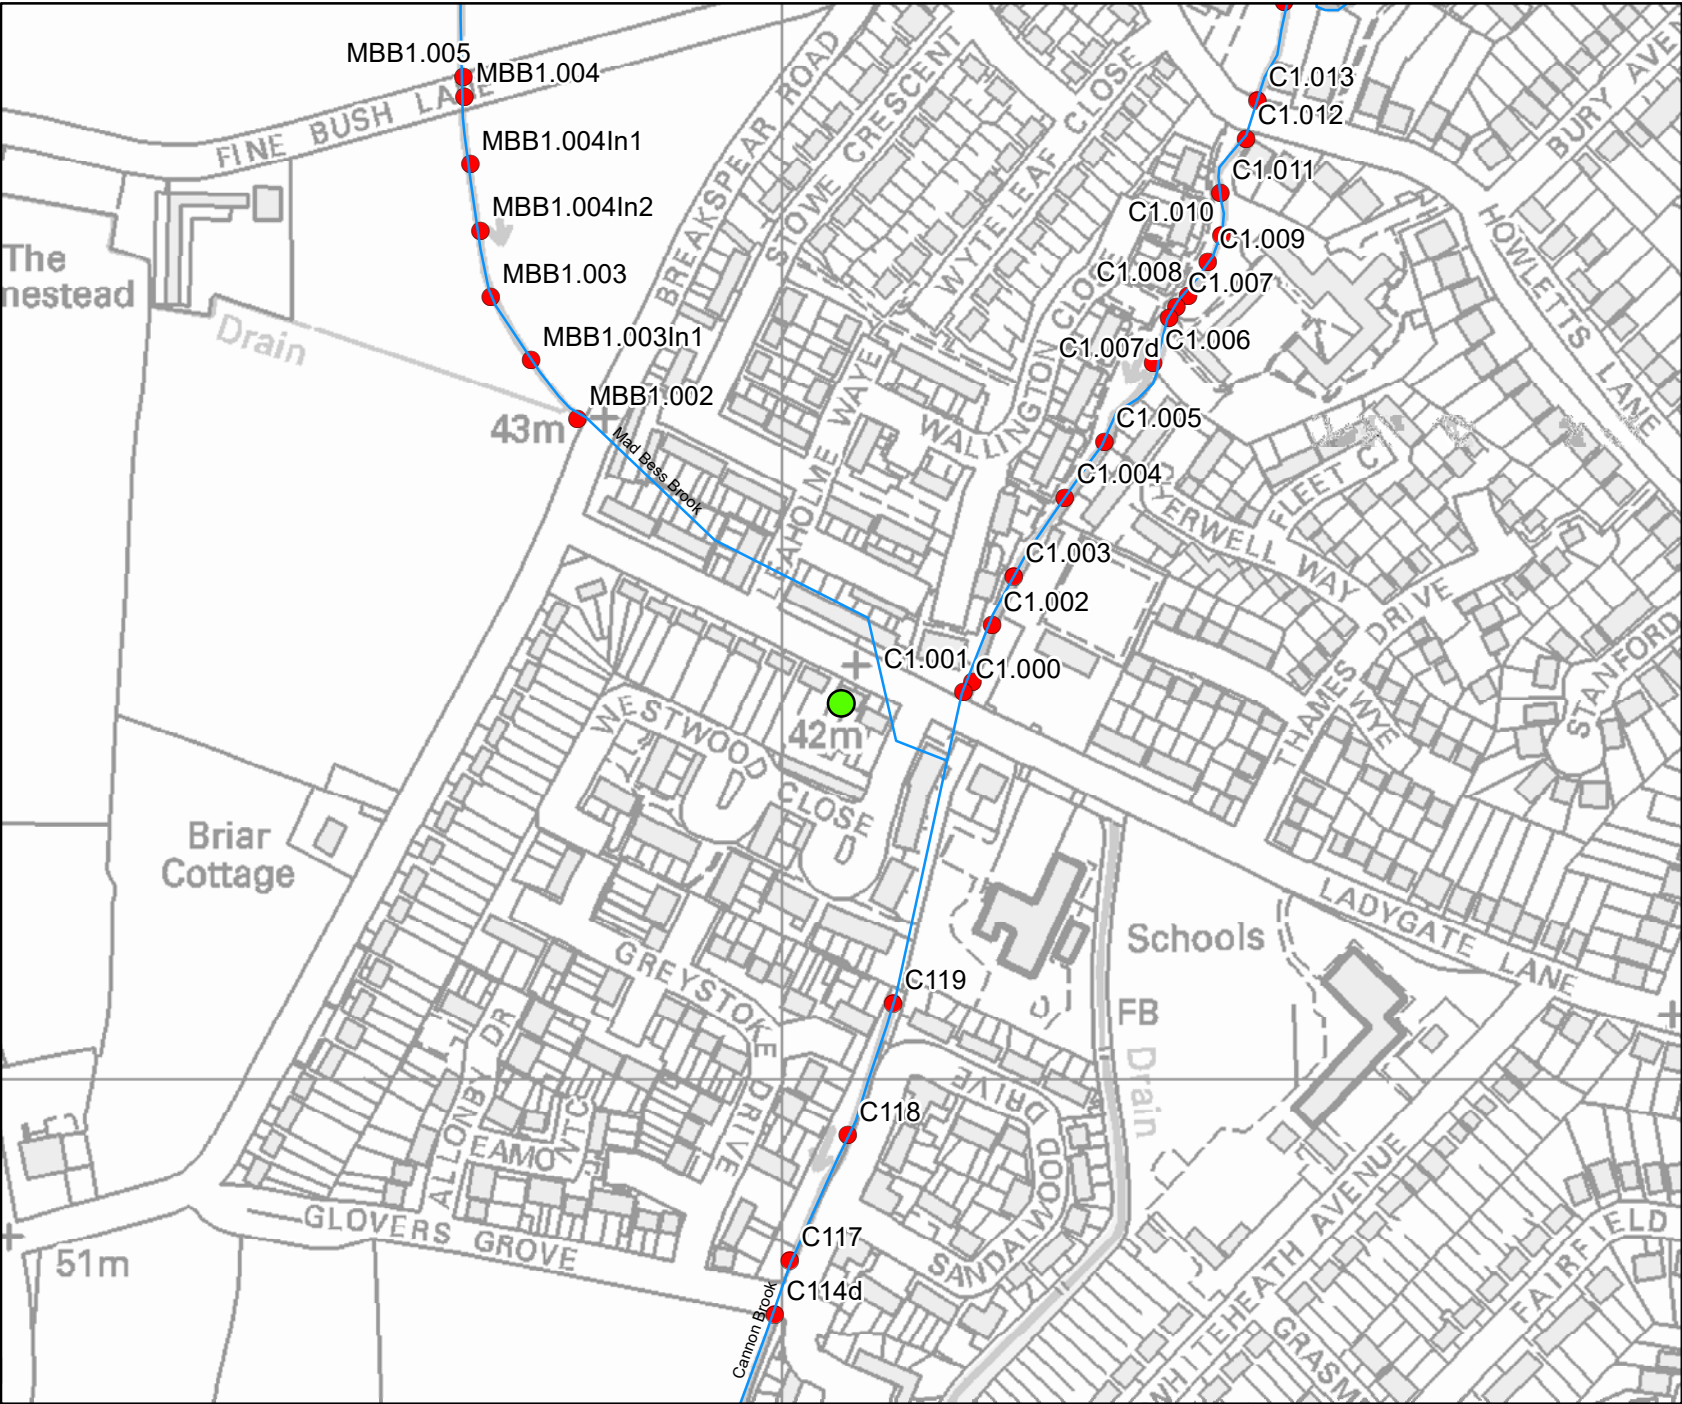 MBB1.005
MBB1.004
FINE BUSH LANE
MBB1.004In1
MBB1.004In2
MBB1.003
MBB1.003In1
MBB1.002
43m
Mad Bess Brook
The
nestead
Drain
BREAKSPEAR ROAD
STOWE CRESCENT
WYTELEAF CLOSE
WALLINGTON CLOSE
LAHOLME WAYE
C1.013
C1.012
C1.011
C1.010
C1.009
C1.008
C1.007
C1.006
C1.007d
C1.005
C1.004
C1.003
C1.002
C1.001
C1.000
BURY AVEN
HOWLETTS LANE
YERWELL WAY
FLEET C
THAMES DRIVE
WYE
STANFORD
42m
WESTWOOD
CLOSE
Briar
Cottage
GREYSTOKE DRIVE
LADYGATE LANE
Schools
FB
Drain
C119
C118
C117
C114d
Cannon Brook
ALLONBY DR
EAMONT C
GLOVERS GROVE
51m
SANDALWOOD DRIVE
WHITEHEATH AVENUE
FAIRFIELD
GRASM